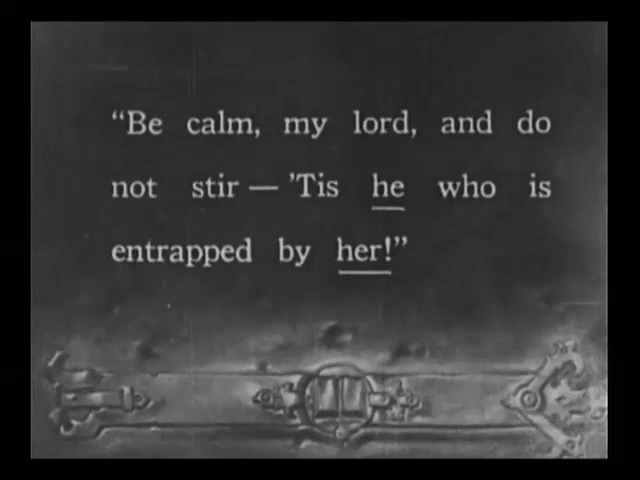 “Be calm, my lord, and do
not stir — ’Tis he who is
entrapped by her!”